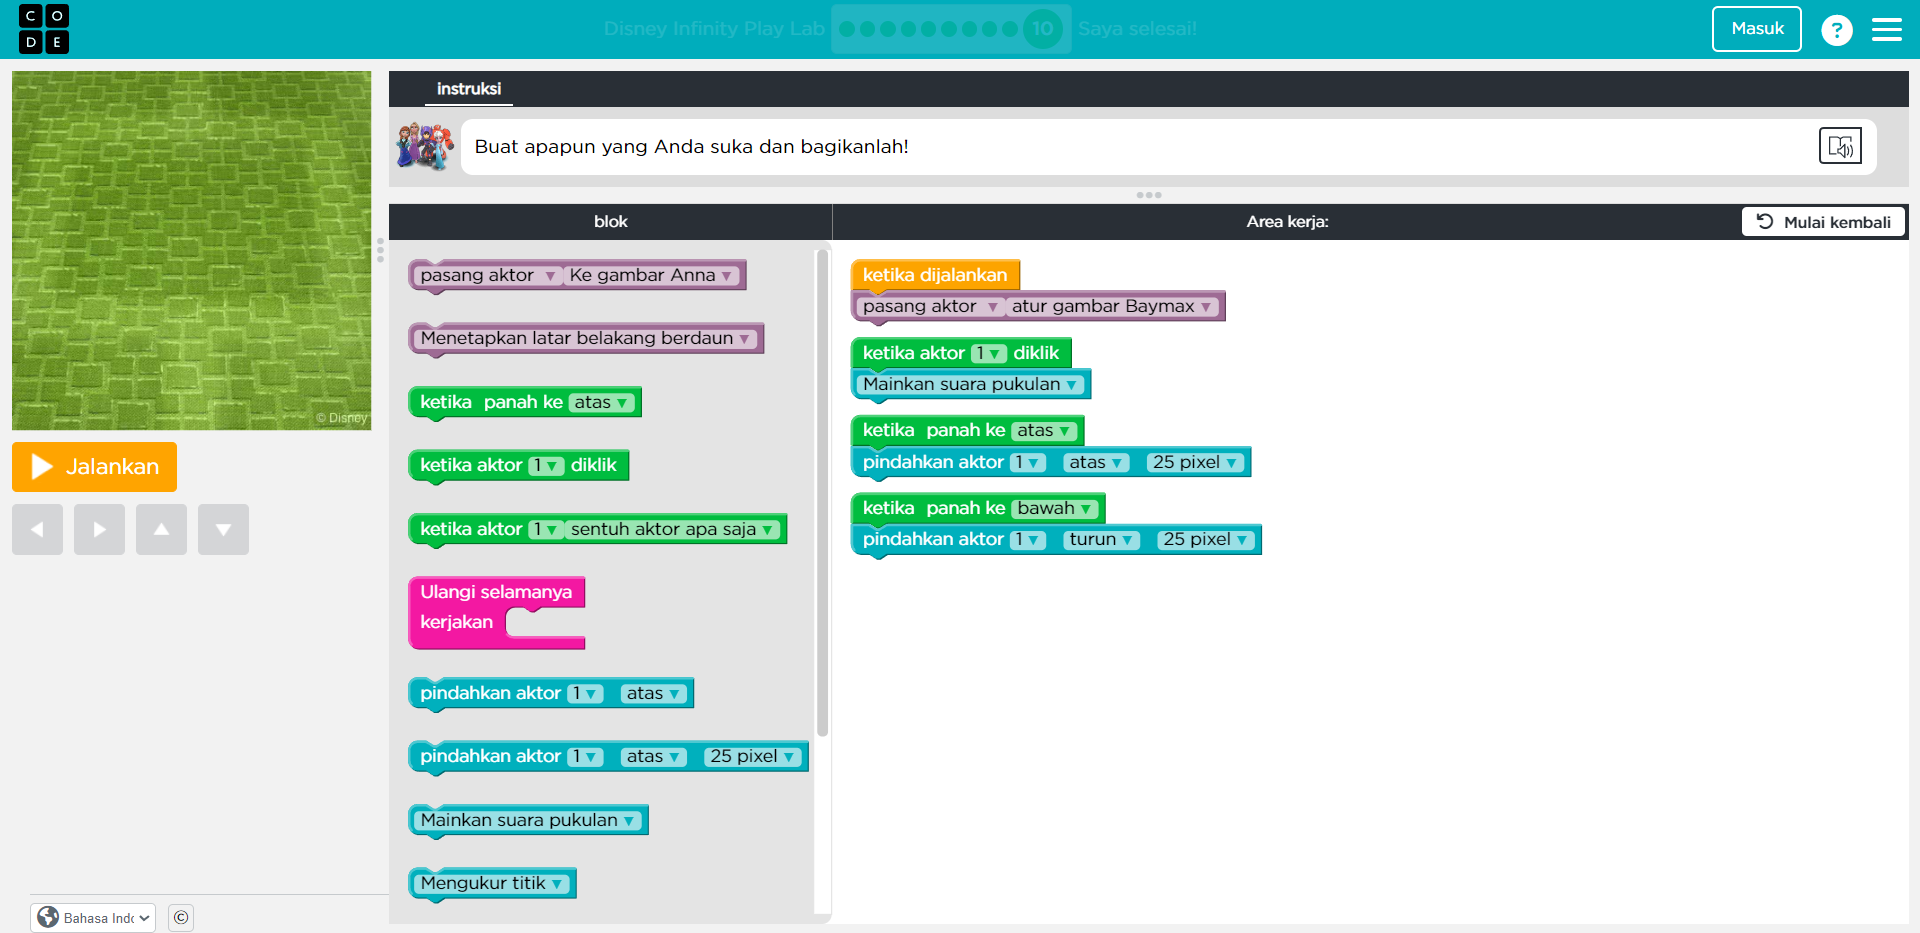 CODE
Disney Infinity Play Lab 10 Saya selesai!
Masuk
?
instruksi
Buat apapun yang Anda suka dan bagikanlah!
blok
Area kerja:
Mulai kembali
© Disney
Jalankan
pasang aktor Ke gambar Anna
Menetapkan latar belakang berdaun
ketika panah ke atas
ketika aktor 1 diklik
ketika aktor 1 sentuh aktor apa saja
Ulangi selamanya
kerjakan
pindahkan aktor 1 atas
pindahkan aktor 1 atas 25 pixel
Mainkan suara pukulan
Mengukur titik
ketika dijalankan
pasang aktor atur gambar Baymax
ketika aktor 1 diklik
Mainkan suara pukulan
ketika panah ke atas
pindahkan aktor 1 atas 25 pixel
ketika panah ke bawah
pindahkan aktor 1 turun 25 pixel
Bahasa Indo
©